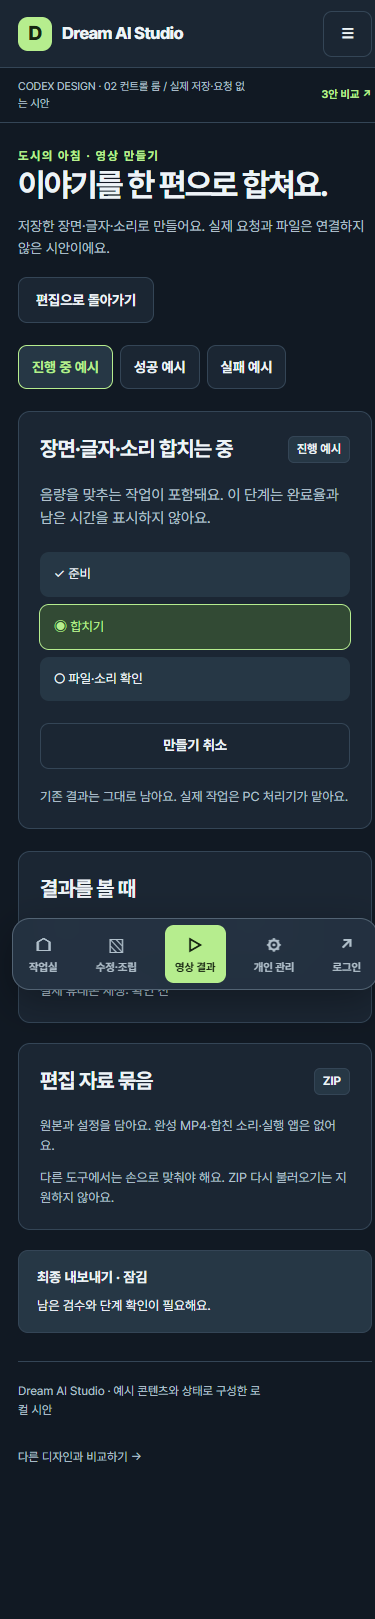 D Dream AI Studio
CODEX DESIGN · 02 컨트롤 룸 / 실제 저장·요청 없
는 시안
3안 비교 ↗
도시의 아침 · 영상 만들기
이야기를 한 편으로 합쳐요.
저장한 장면·글자·소리로 만들어요. 실제 요청과 파일은 연결하지
않은 시안이에요.
편집으로 돌아가기
진행 중 예시
성공 예시
실패 예시
장면·글자·소리 합치는 중
진행 예시
음량을 맞추는 작업이 포함돼요. 이 단계는 완료율과
남은 시간을 표시하지 않아요.
✓ 준비
◉ 합치기
○ 파일·소리 확인
만들기 취소
기존 결과는 그대로 남아요. 실제 작업은 PC 처리기가 맡아요.
결과를 볼 때
작업실
수정·조립
영상 결과
개인 관리
로그인
실제 휴대폰 재생: 확인 전
편집 자료 묶음
ZIP
원본과 설정을 담아요. 완성 MP4·합친 소리·실행 앱은 없어
요.
다른 도구에서는 손으로 맞춰야 해요. ZIP 다시 불러오기는 지
원하지 않아요.
최종 내보내기 · 잠김
남은 검수와 단계 확인이 필요해요.
Dream AI Studio · 예시 콘텐츠와 상태로 구성한 로
컬 시안
다른 디자인과 비교하기 →